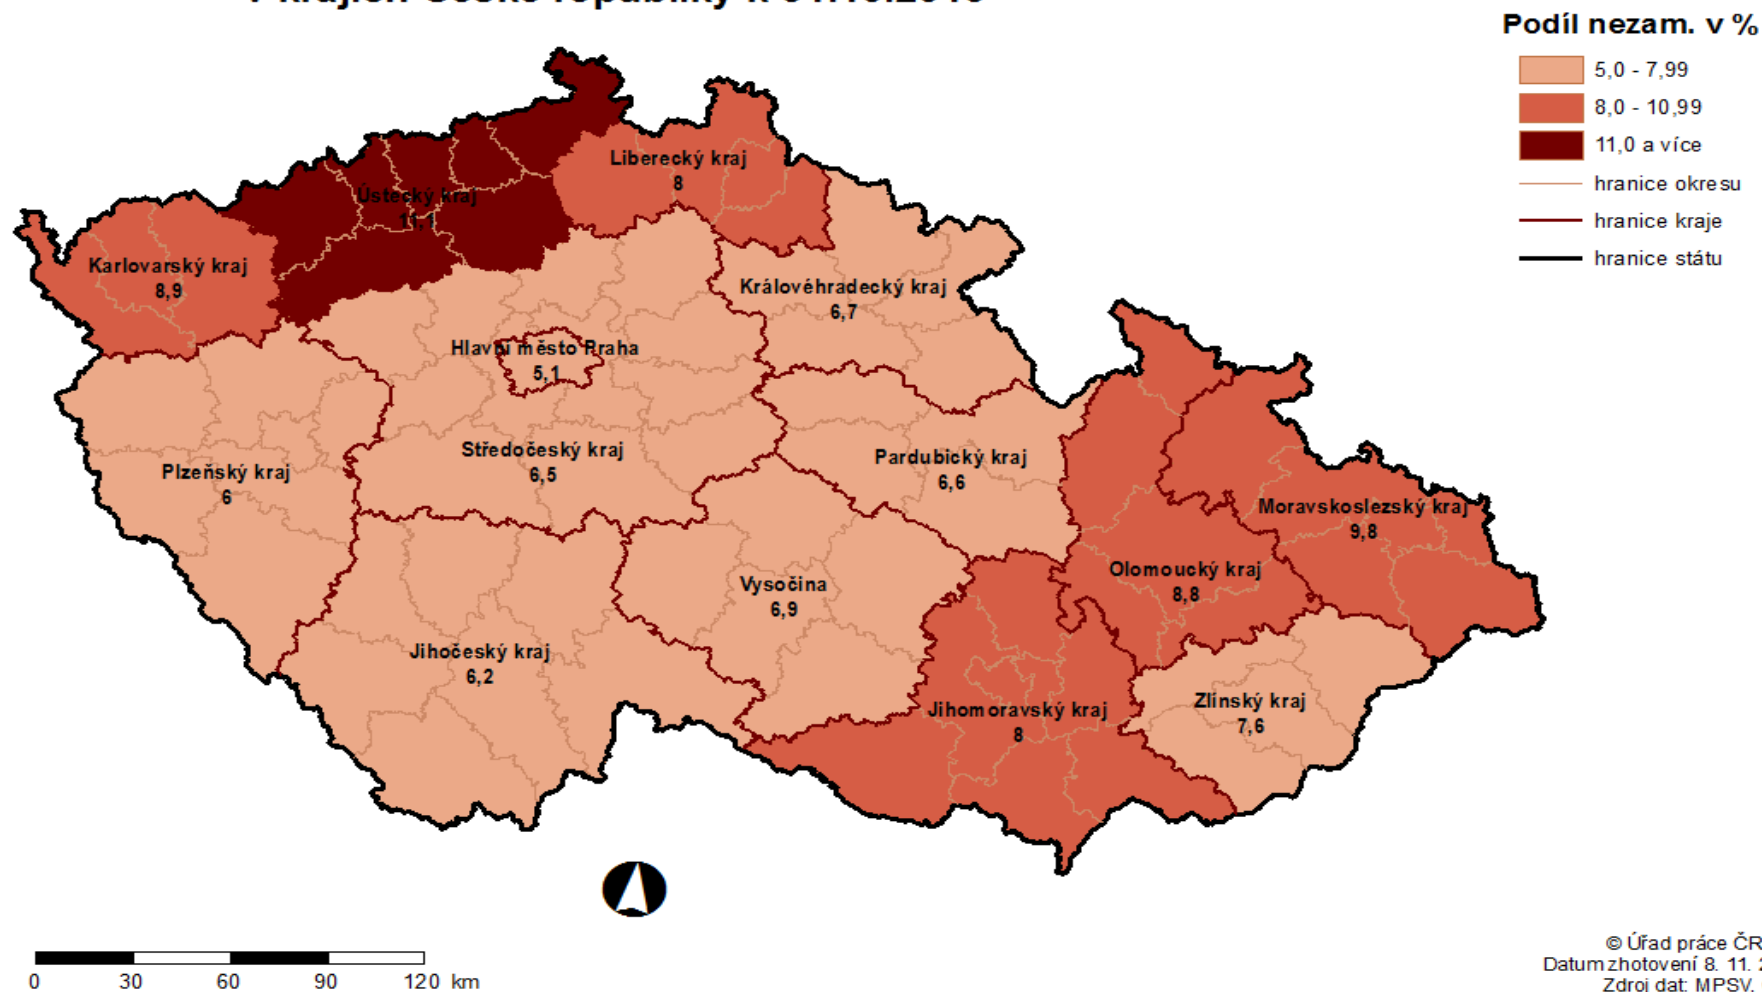 Podíl nezam. v %
5,0 - 7,99
8,0 - 10,99
11,0 a více
hranice okresu
hranice kraje
hranice státu
Liberecký kraj
8
Ústecký kraj
11,1
Karlovarský kraj
8,9
Královéhradecký kraj
6,7
Hlavní město Praha
5,1
Středočeský kraj
6,5
Pardubický kraj
6,6
Plzeňský kraj
6
Moravskoslezský kraj
9,8
Olomoucký kraj
8,8
Vysočina
6,9
Jihočeský kraj
6,2
Zlínský kraj
7,6
Jihomoravský kraj
8
0 30 60 90 120 km
© Úřad práce ČR
Datum zhotovení 8. 11.
Zdroj dat: MPSV,